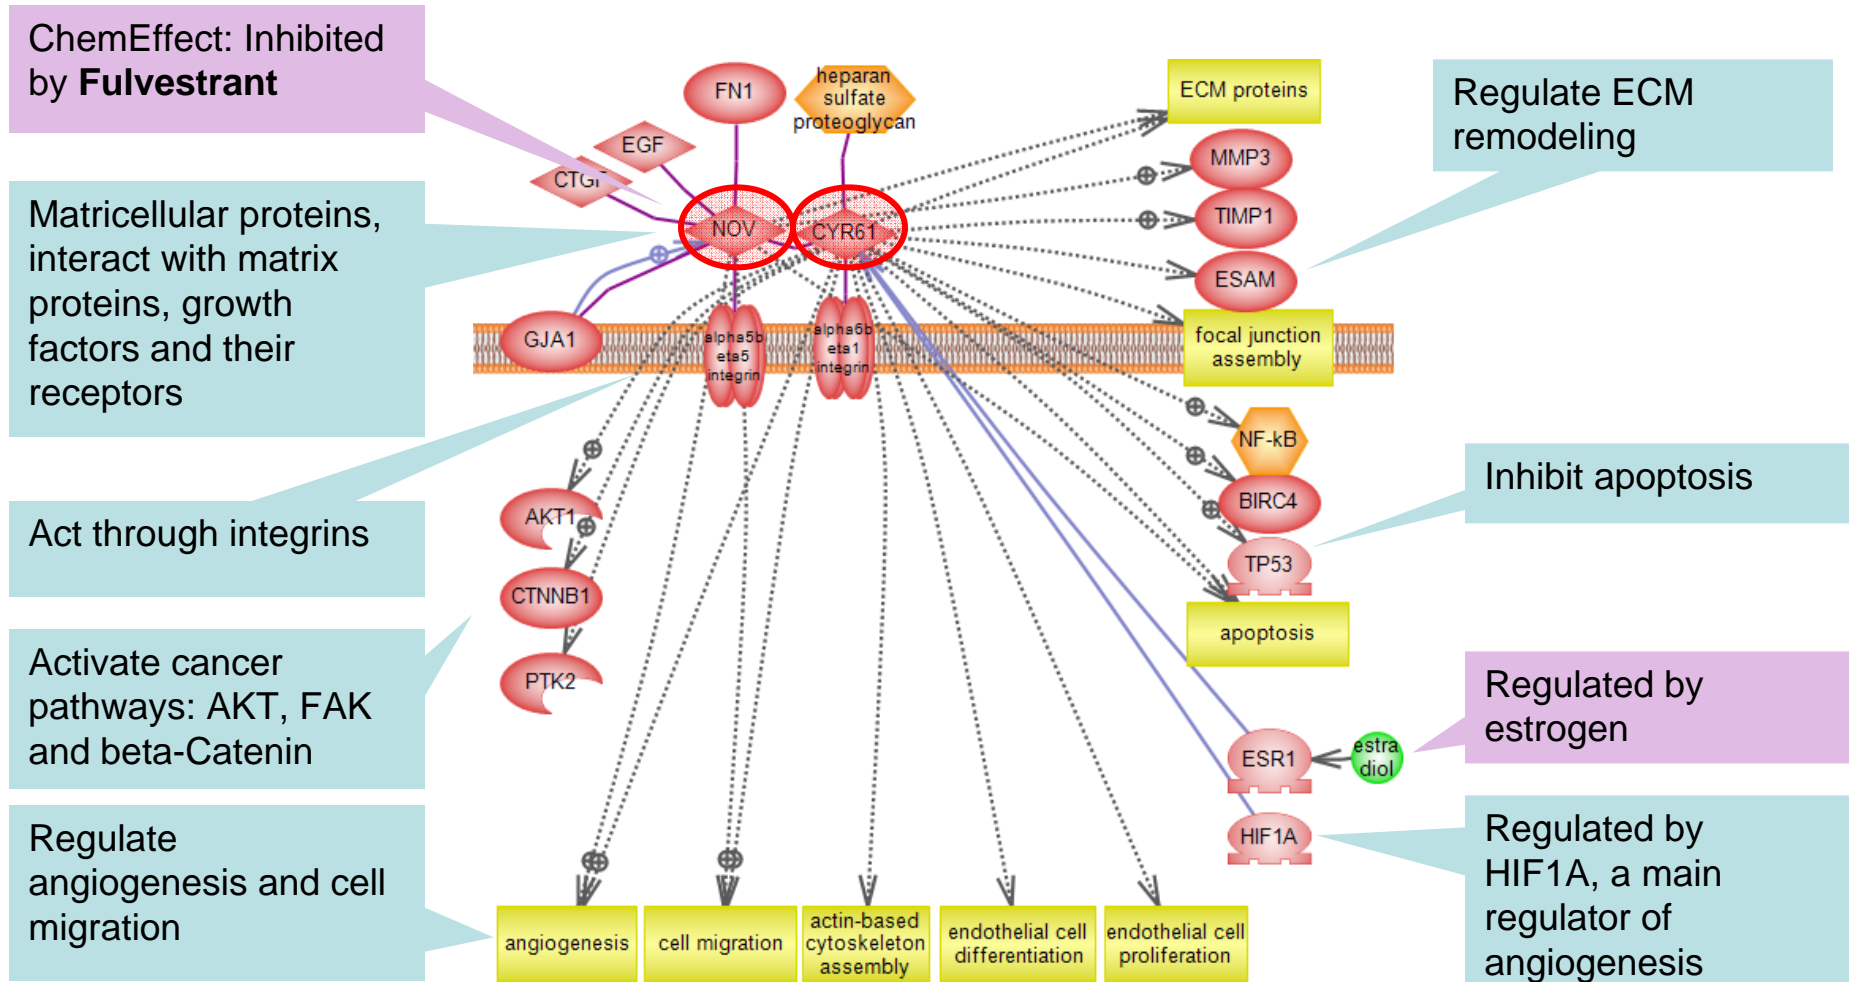 ChemEffect: Inhibited
by Fulvestrant
Matricellular proteins,
interact with matrix
proteins, growth
factors and their
receptors
Act through integrins
Activate cancer
pathways: AKT, FAK
and beta-Catenin
Regulate
angiogenesis and cell
migration
FN1
heparan
sulfate
proteoglycan
EGF
CTGF
NOV
CYR61
GJA1
alpha5b
eta5
integrin
alpha6b
eta1
integrin
ECM proteins
MMP3
TIMP1
ESAM
focal junction
assembly
AKT1
CTNNB1
PTK2
NF-kB
BIRC4
TP53
apoptosis
ESR1
estra
diol
HIF1A
angiogenesis
cell migration
actin-based
cytoskeleton
assembly
endothelial cell
differentiation
endothelial cell
proliferation
Regulate ECM
remodeling
Inhibit apoptosis
Regulated by
estrogen
Regulated by
HIF1A, a main
regulator of
angiogenesis